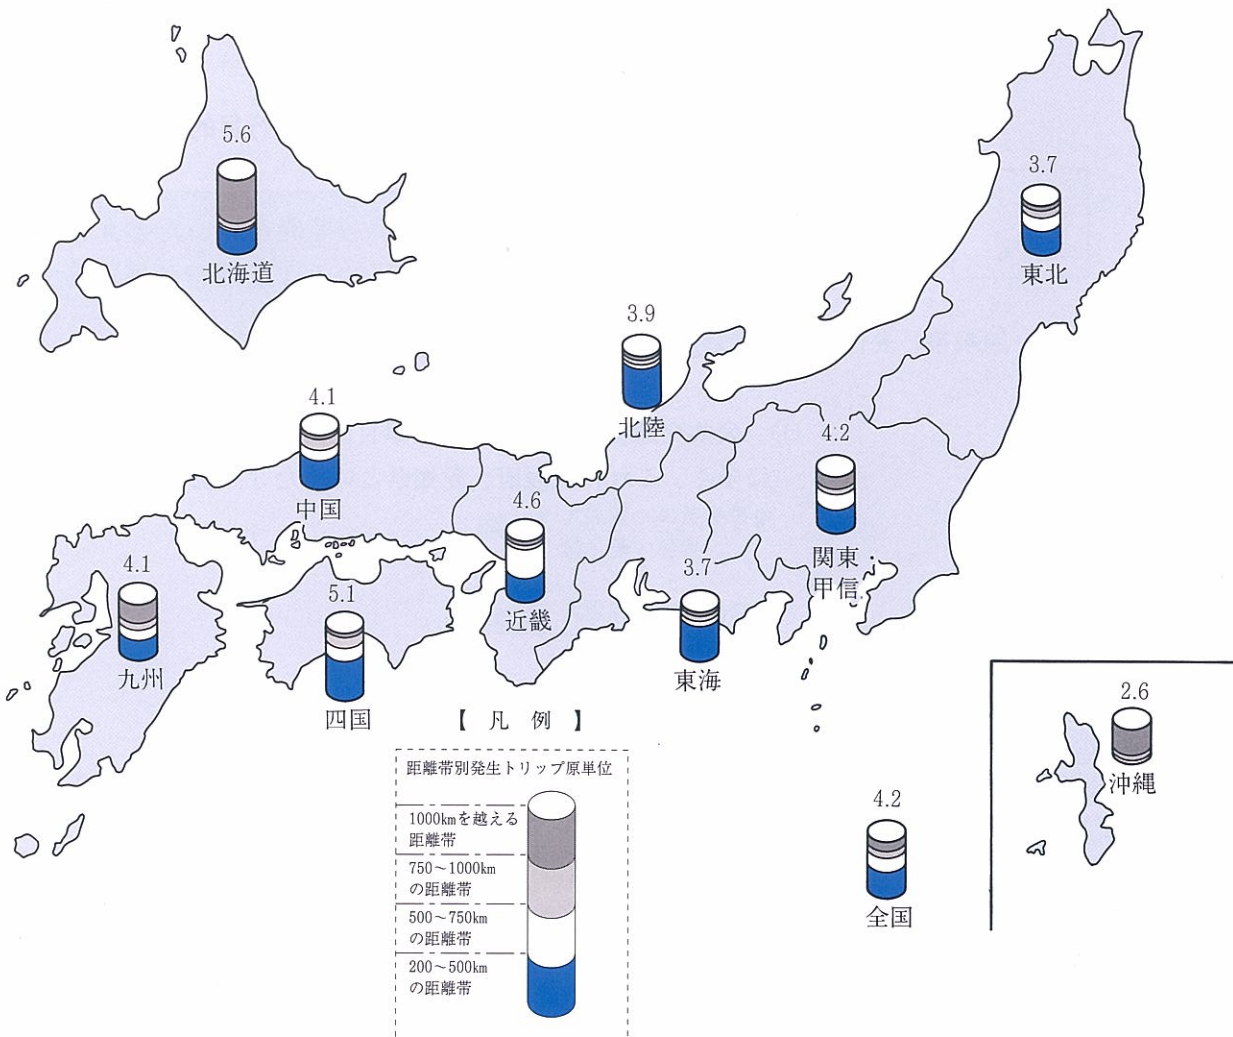 5.6
北海道
3.7
東北
3.9
北陸
4.1
中国
4.2
関東
甲信
4.6
近畿
3.7
東海
4.1
九州
5.1
四国
2.6
沖縄
4.2
全国
【 凡 例 】
距離帯別発生トリップ原単位
1000kmを越える
距離帯
750～1000km
の距離帯
500～750km
の距離帯
200～500km
の距離帯